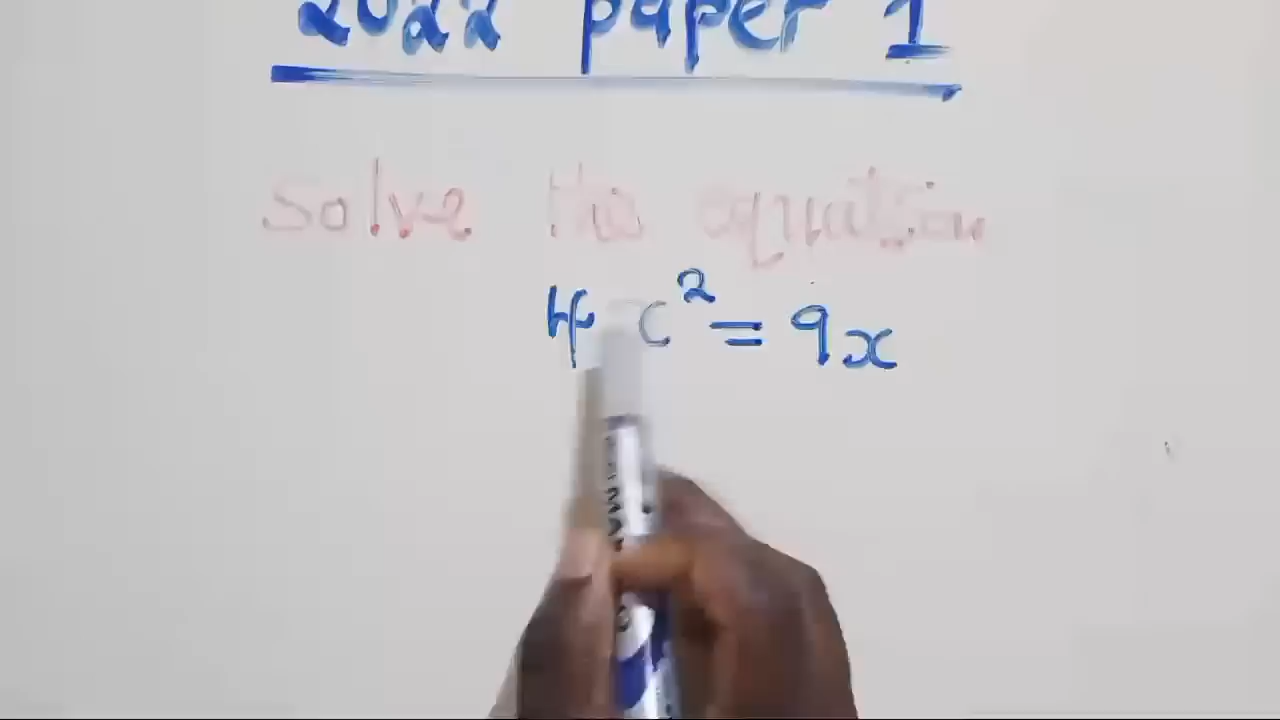 2022 paper 1
Solve the equation
4x² = 9x